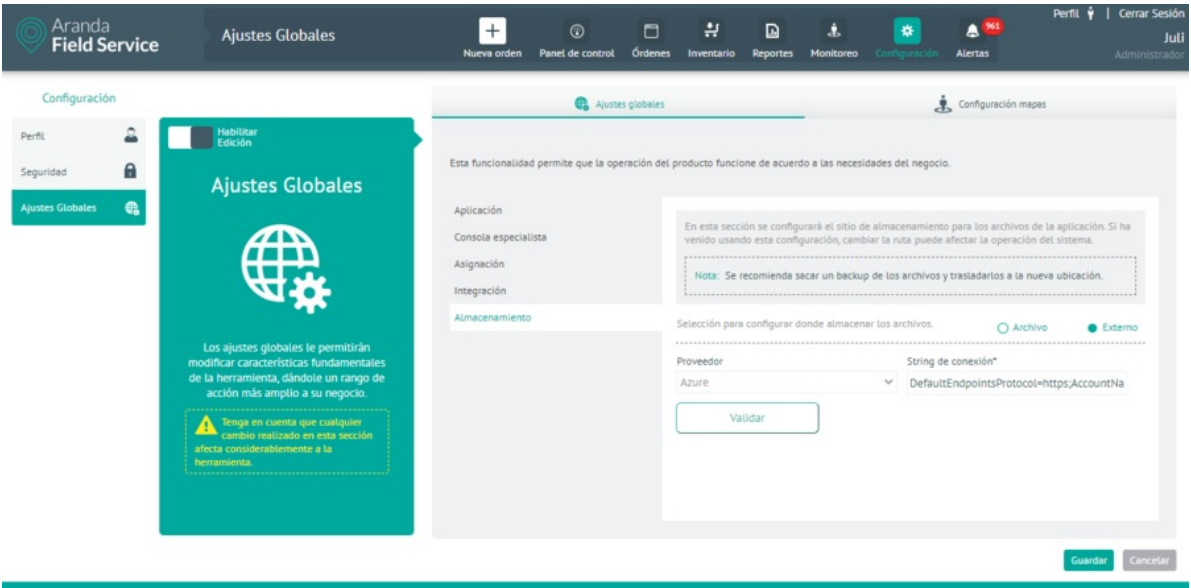 Aranda
Field Service
Ajustes Globales
Nueva orden
Panel de control
Órdenes
Inventario
Reportes
Monitoreo
Configuración
Alertas
961
Perfil | Cerrar Sesión
Juli
Administrador
Configuración
Perfil
Seguridad
Ajustes Globales
Habilitar
Edición
Ajustes Globales
Los ajustes globales le permitirán
modificar características fundamentales
de la herramienta, dándole un rango de
acción más amplio a su negocio.
Tenga en cuenta que cualquier
cambio realizado en esta sección
afecta considerablemente a la
herramienta.
Ajustes globales
Configuración mapas
Esta funcionalidad permite que la operación del producto funcione de acuerdo a las necesidades del negocio.
Aplicación
Consola especialista
Asignación
Integración
Almacenamiento
En esta sección se configurará el sitio de almacenamiento para los archivos de la aplicación. Si ha
venido usando esta configuración, cambiar la ruta puede afectar la operación del sistema.
Nota: Se recomienda sacar un backup de los archivos y trasladarlos a la nueva ubicación.
Selección para configurar donde almacenar los archivos.
Archivo
Externo
Proveedor
String de conexión*
Azure
DefaultEndpointsProtocol=https;AccountNa
Validar
Guardar
Cancelar